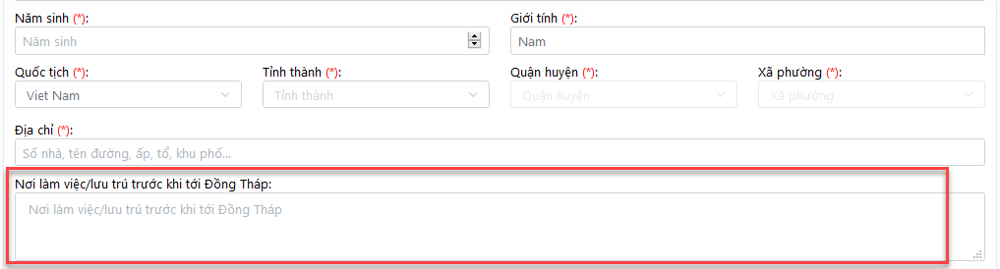 Năm sinh (*): Giới tính (*):
Năm sinh Nam
Quốc tịch (*): Tỉnh thành (*): Quận huyện (*): Xã phường (*):
Viet Nam Tỉnh thành Quận huyện Xã phường
Địa chỉ (*):
Số nhà, tên đường, ấp, tổ, khu phố...
Nơi làm việc/lưu trú trước khi tới Đồng Tháp:
Nơi làm việc/lưu trú trước khi tới Đồng Tháp